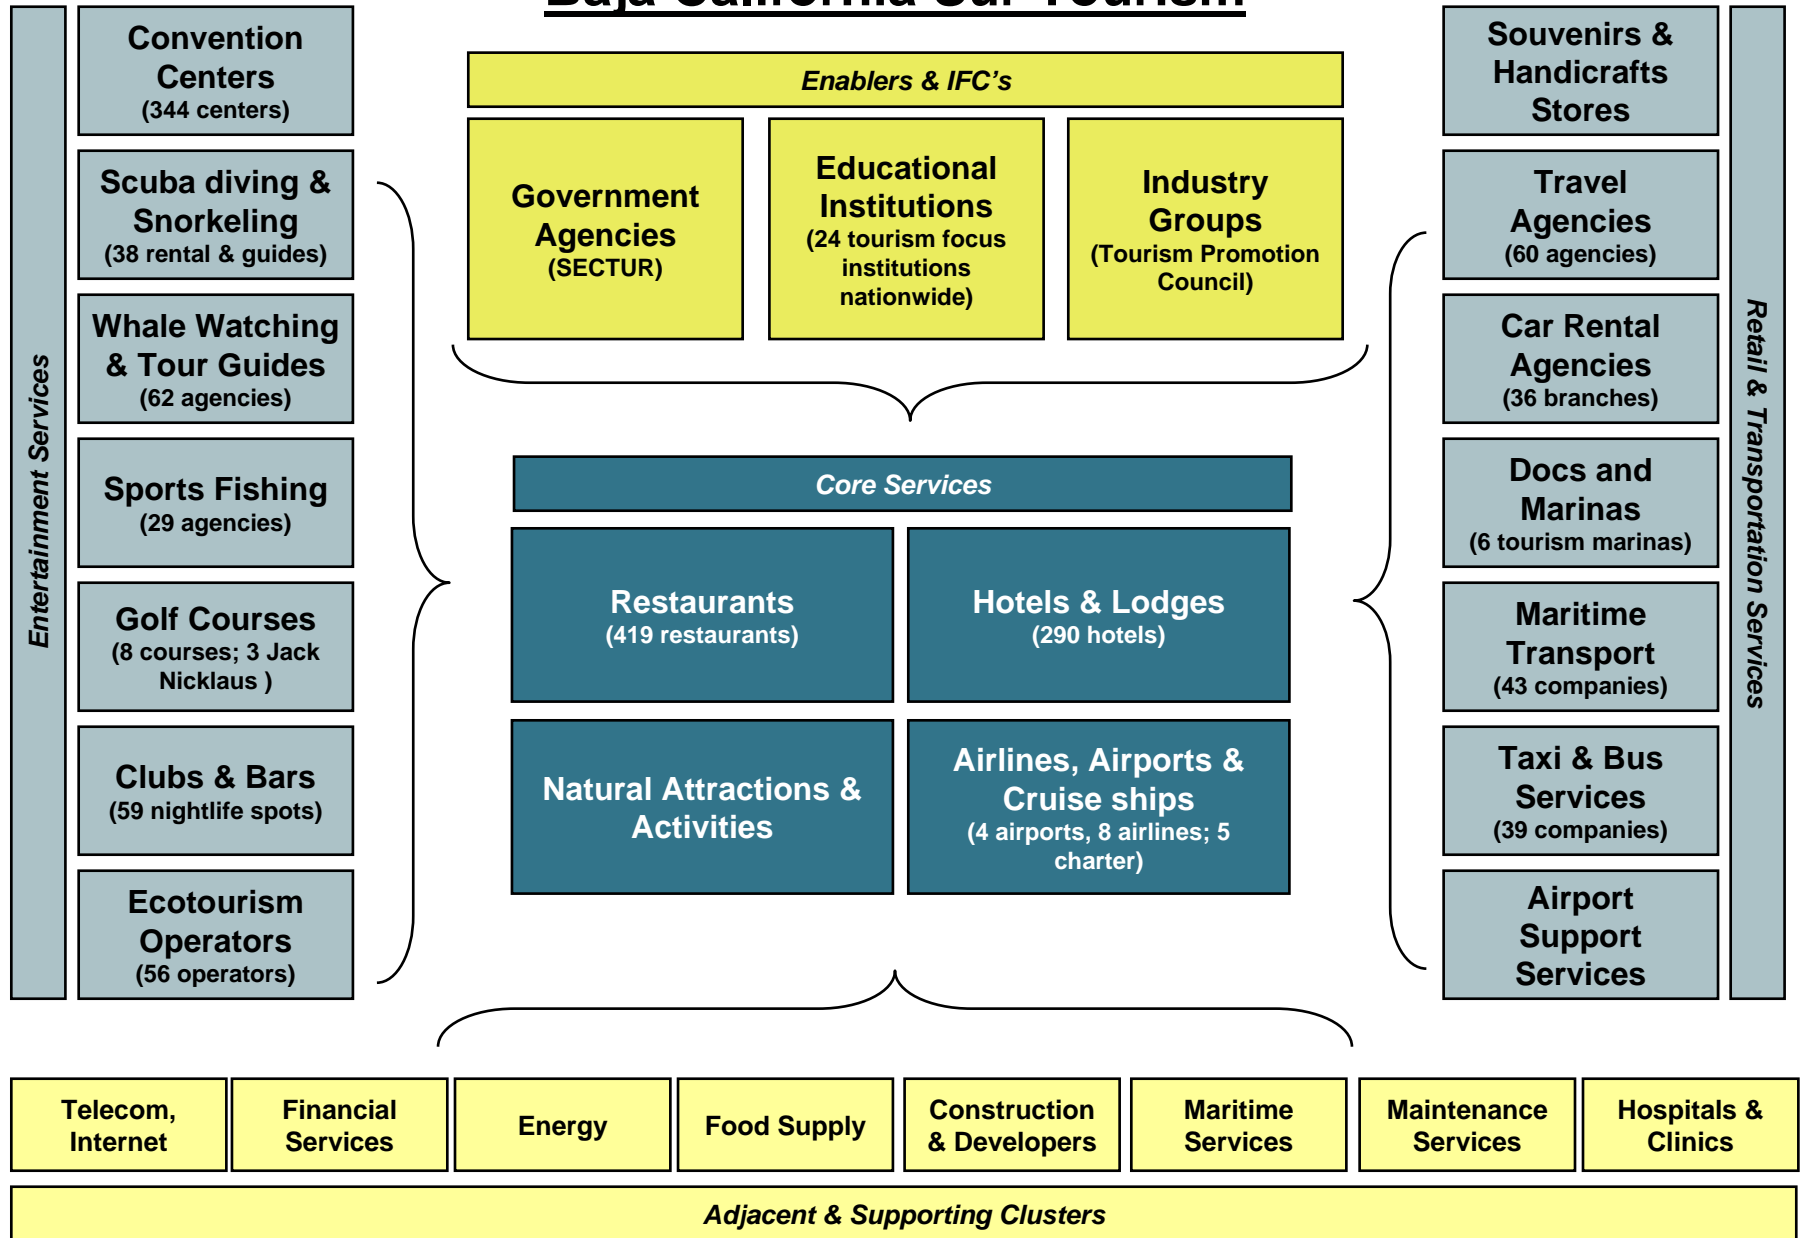 Baja California Sur Tourism
Entertainment Services
Convention
Centers
(344 centers)
Scuba diving &
Snorkeling
(38 rental & guides)
Whale Watching
& Tour Guides
(62 agencies)
Sports Fishing
(29 agencies)
Golf Courses
(8 courses; 3 Jack
Nicklaus )
Clubs & Bars
(59 nightlife spots)
Ecotourism
Operators
(56 operators)
Enablers & IFC’s
Government
Agencies
(SECTUR)
Educational
Institutions
(24 tourism focus
institutions
nationwide)
Industry
Groups
(Tourism Promotion
Council)
Core Services
Restaurants
(419 restaurants)
Hotels & Lodges
(290 hotels)
Natural Attractions &
Activities
Airlines, Airports &
Cruise ships
(4 airports, 8 airlines; 5
charter)
Souvenirs &
Handicrafts
Stores
Travel
Agencies
(60 agencies)
Car Rental
Agencies
(36 branches)
Docs and
Marinas
(6 tourism marinas)
Maritime
Transport
(43 companies)
Taxi & Bus
Services
(39 companies)
Airport
Support
Services
Retail & Transportation Services
Telecom,
Internet
Financial
Services
Energy
Food Supply
Construction
& Developers
Maritime
Services
Maintenance
Services
Hospitals &
Clinics
Adjacent & Supporting Clusters